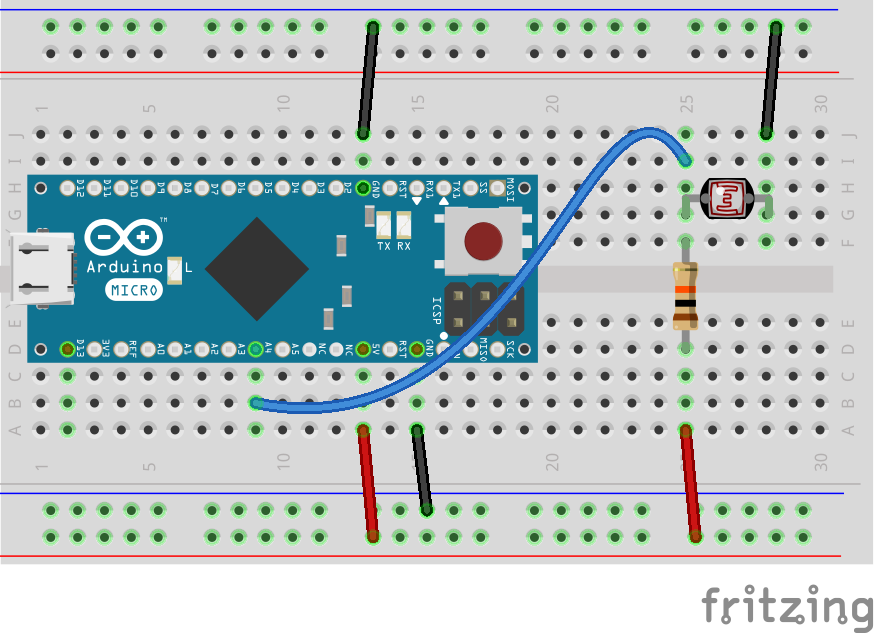 1 5 10 15 20 25 30
J J
I I
H H
G G
F F
D12 D11 D10 D9 D8 D7 D6 D5 D4 D3 D2 GND RST RX1 TX1 SS MOSI
TM
TX RX
Arduino
L
MICRO
ICSP
E E
D D
D13 3V3 REF A0 A1 A2 A3 A4 A5 NC NC 5V RST GND MISO SCK
C C
B B
A A
1 5 10 20 25 30
fritzing